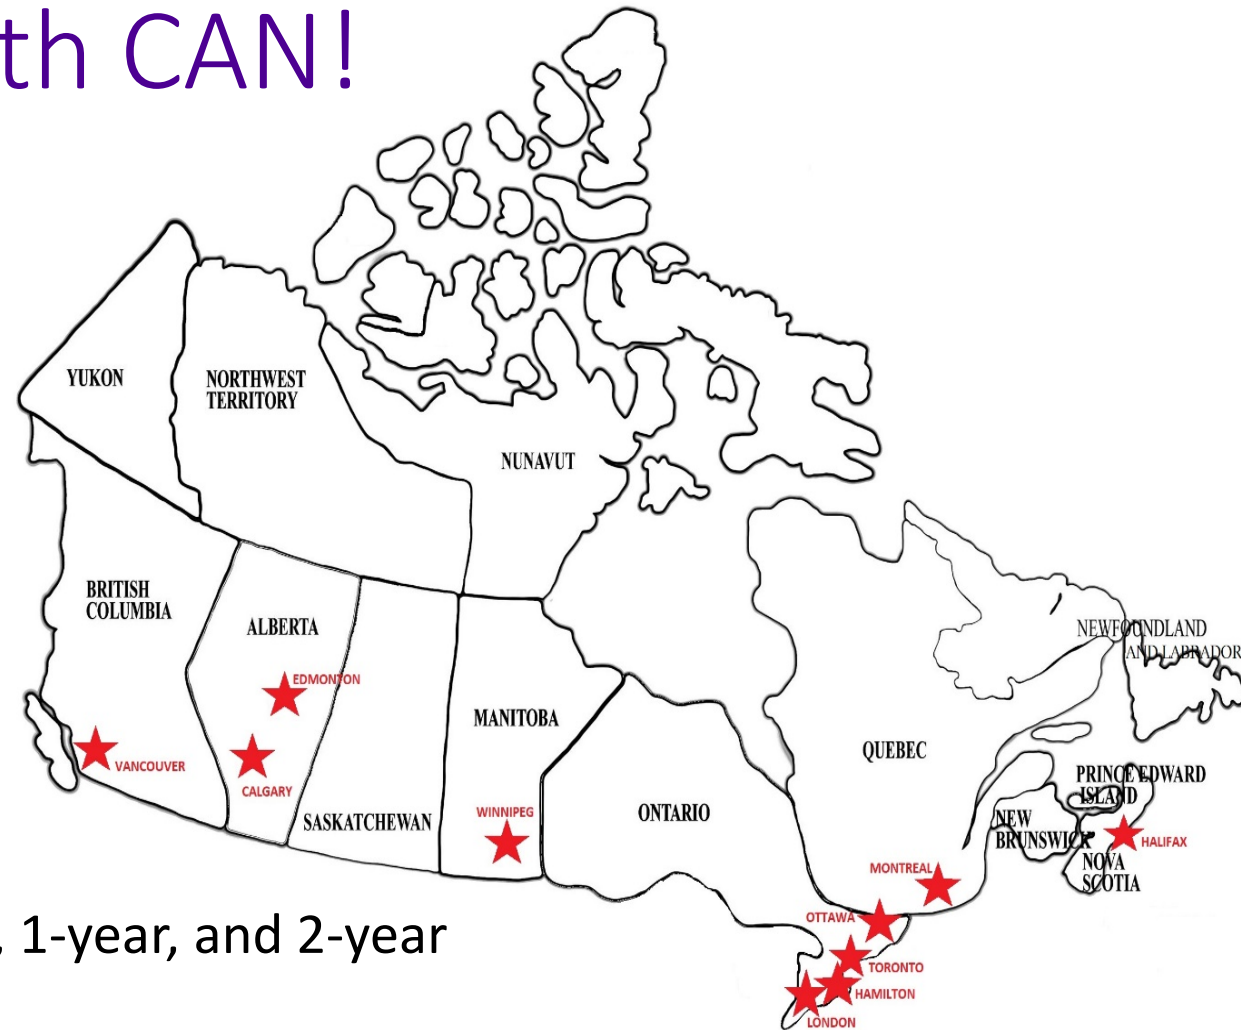 th CAN!
YUKON
NORTHWEST
TERRITORY
NUNAVUT
BRITISH
COLUMBIA
ALBERTA
NEWFOUNDLAND
AND LABRADOR
EDMONTON
MANITOBA
VANCOUVER
CALGARY
QUEBEC
PRINCE EDWARD
ISLAND
SASKATCHEWAN
WINNIPEG
ONTARIO
NEW
BRUNSWICK
HALIFAX
NOVA
SCOTIA
MONTREAL
OTTAWA
, 1-year, and 2-year
TORONTO
HAMILTON
LONDON